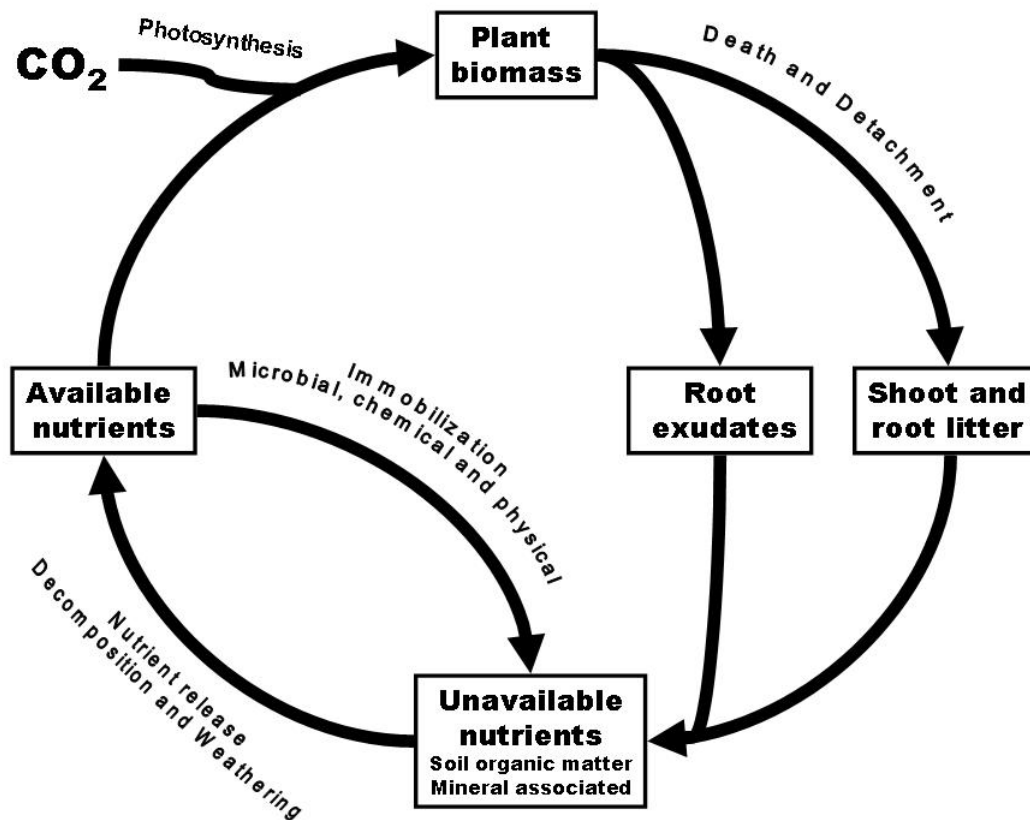 Photosynthesis
CO₂
Plant
biomass
Death and Detachment
Available
nutrients
Immobilization
Microbial, chemical and physical
Root
exudates
Shoot and
root litter
Nutrient release
Decomposition and Weathering
Unavailable
nutrients
Soil organic matter
Mineral associated